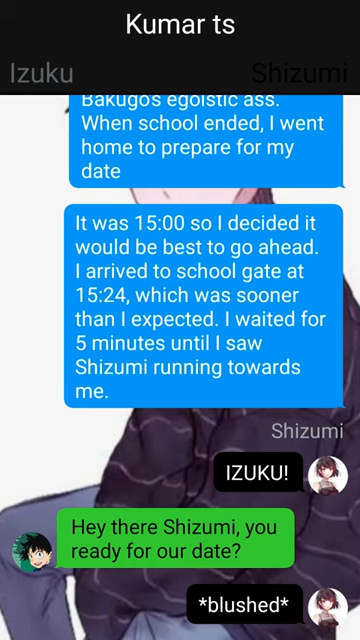 Kumar ts
Izuku
Shizumi
Bakugo's egoistic ass.
When school ended, I went
home to prepare for my
date
It was 15:00 so I decided it
would be best to go ahead.
I arrived to school gate at
15:24, which was sooner
than I expected. I waited for
5 minutes until I saw
Shizumi running towards
me.
Shizumi
IZUKU!
Hey there Shizumi, you
ready for our date?
*blushed*